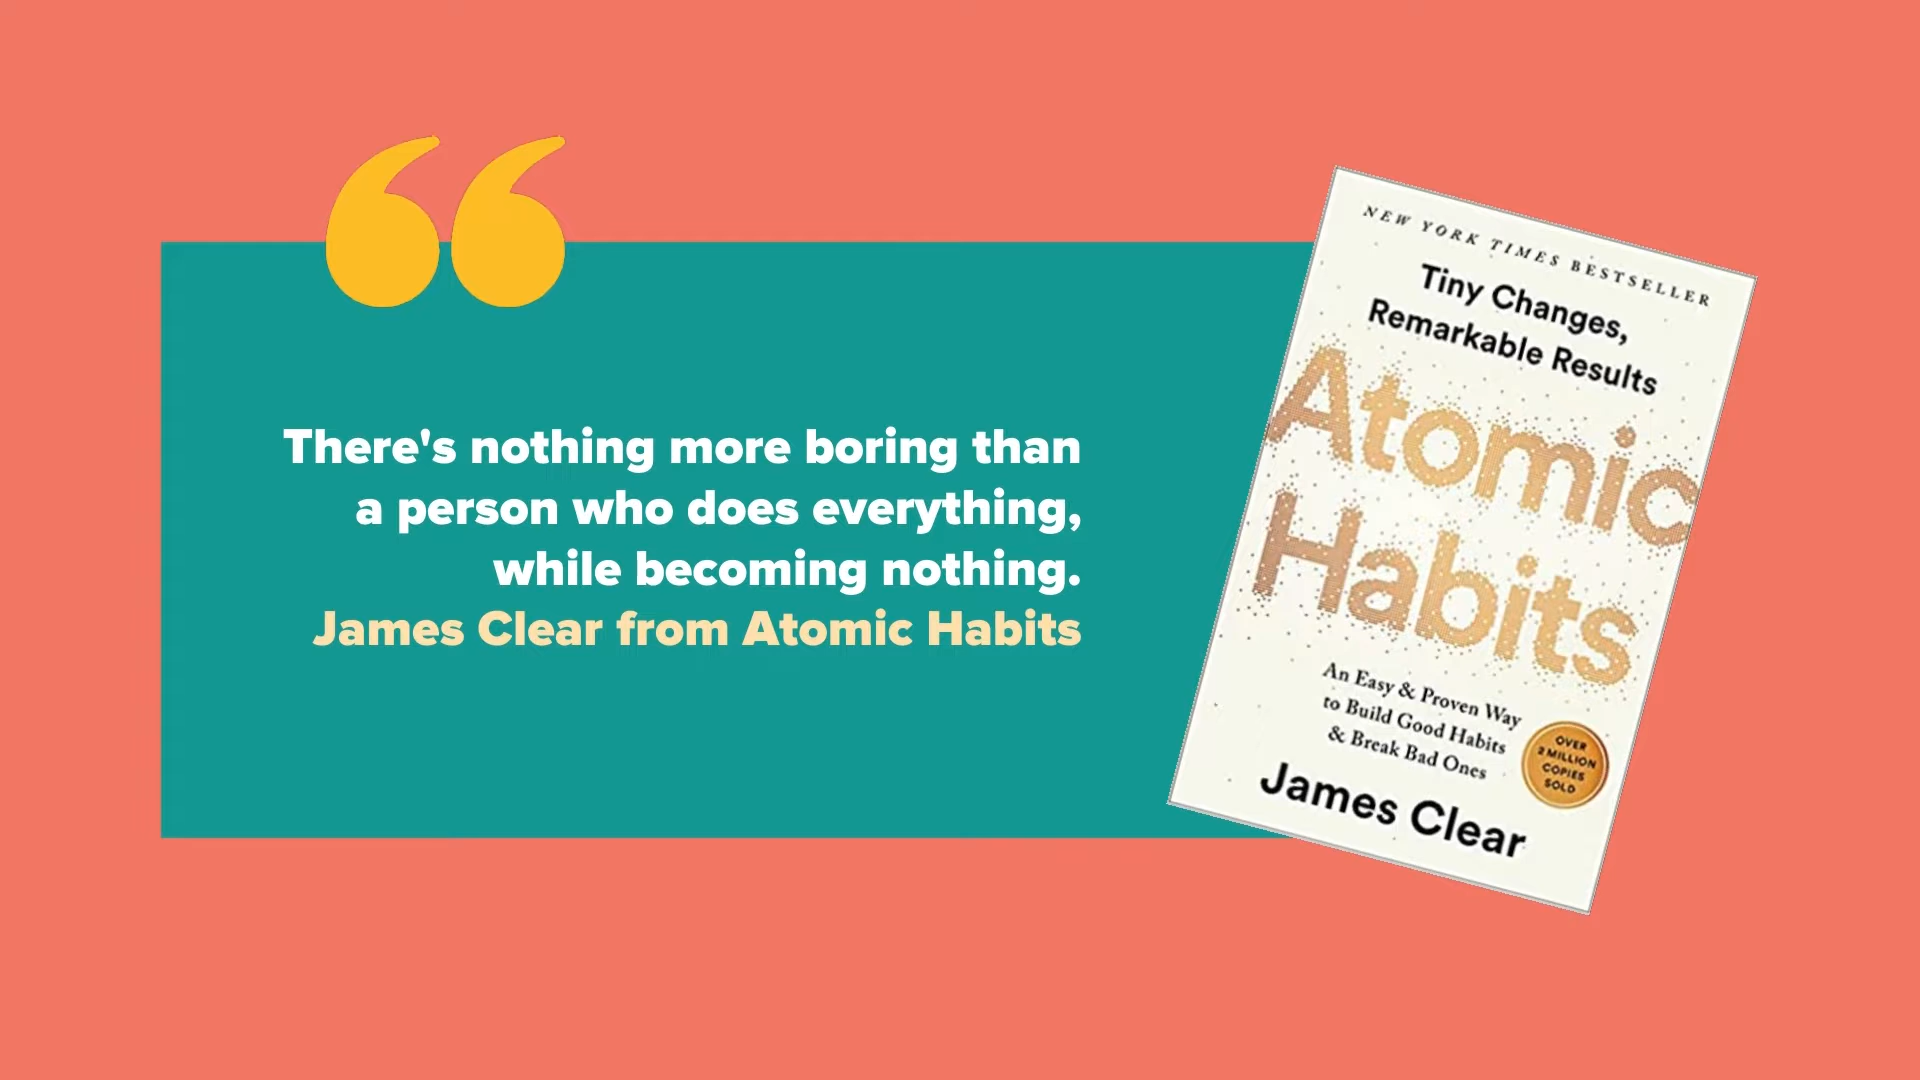 There's nothing more boring than
a person who does everything,
while becoming nothing.
James Clear from Atomic Habits
NEW YORK TIMES BESTSELLER
Tiny Changes,
Remarkable Results
Atomic
Habits
An Easy & Proven Way
to Build Good Habits
& Break Bad Ones
OVER
2 MILLION
COPIES
SOLD
James Clear